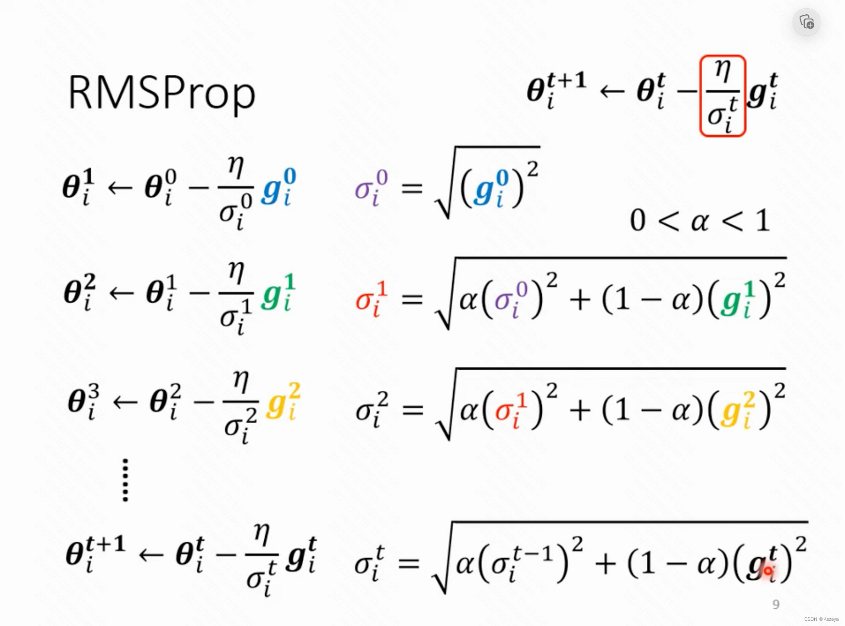 RMSProp
θ_i^{t+1} ← θ_i^t − η/σ_i^t g_i^t
θ_i^1 ← θ_i^0 − η/σ_i^0 g_i^0    σ_i^0 = √((g_i^0)^2)
0 < α < 1
θ_i^2 ← θ_i^1 − η/σ_i^1 g_i^1    σ_i^1 = √(α(σ_i^0)^2 + (1 − α)(g_i^1)^2)
θ_i^3 ← θ_i^2 − η/σ_i^2 g_i^2    σ_i^2 = √(α(σ_i^1)^2 + (1 − α)(g_i^2)^2)
θ_i^{t+1} ← θ_i^t − η/σ_i^t g_i^t    σ_i^t = √(α(σ_i^{t−1})^2 + (1 − α)(g_i^t)^2)
9